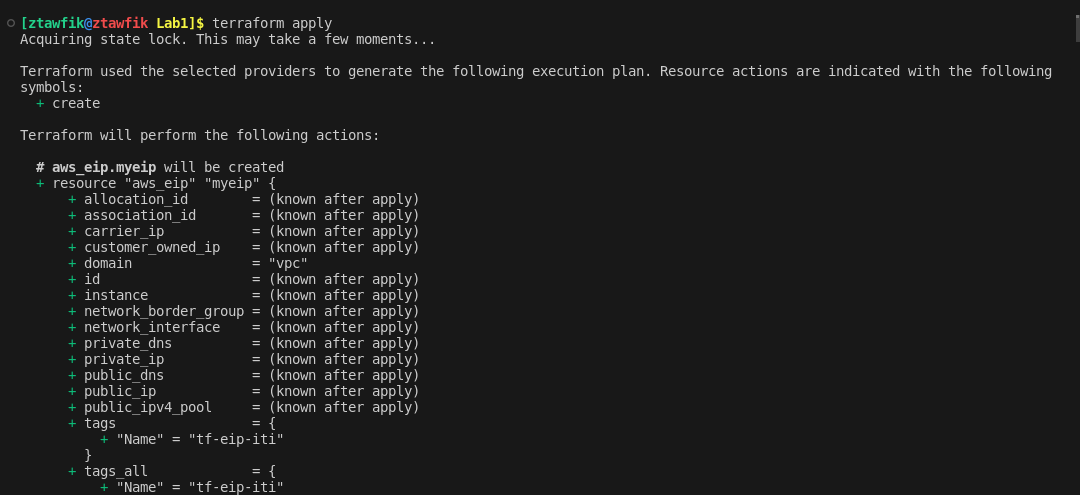 [ztawfik@ztawfik Lab1]$ terraform apply
Acquiring state lock. This may take a few moments...
Terraform used the selected providers to generate the following execution plan. Resource actions are indicated with the following
symbols:
  + create
Terraform will perform the following actions:
  # aws_eip.myeip will be created
  + resource "aws_eip" "myeip" {
      + allocation_id        = (known after apply)
      + association_id       = (known after apply)
      + carrier_ip           = (known after apply)
      + customer_owned_ip    = (known after apply)
      + domain               = "vpc"
      + id                   = (known after apply)
      + instance             = (known after apply)
      + network_border_group = (known after apply)
      + network_interface    = (known after apply)
      + private_dns          = (known after apply)
      + private_ip           = (known after apply)
      + public_dns           = (known after apply)
      + public_ip            = (known after apply)
      + public_ipv4_pool     = (known after apply)
      + tags                 = {
          + "Name" = "tf-eip-iti"
        }
      + tags_all             = {
          + "Name" = "tf-eip-iti"